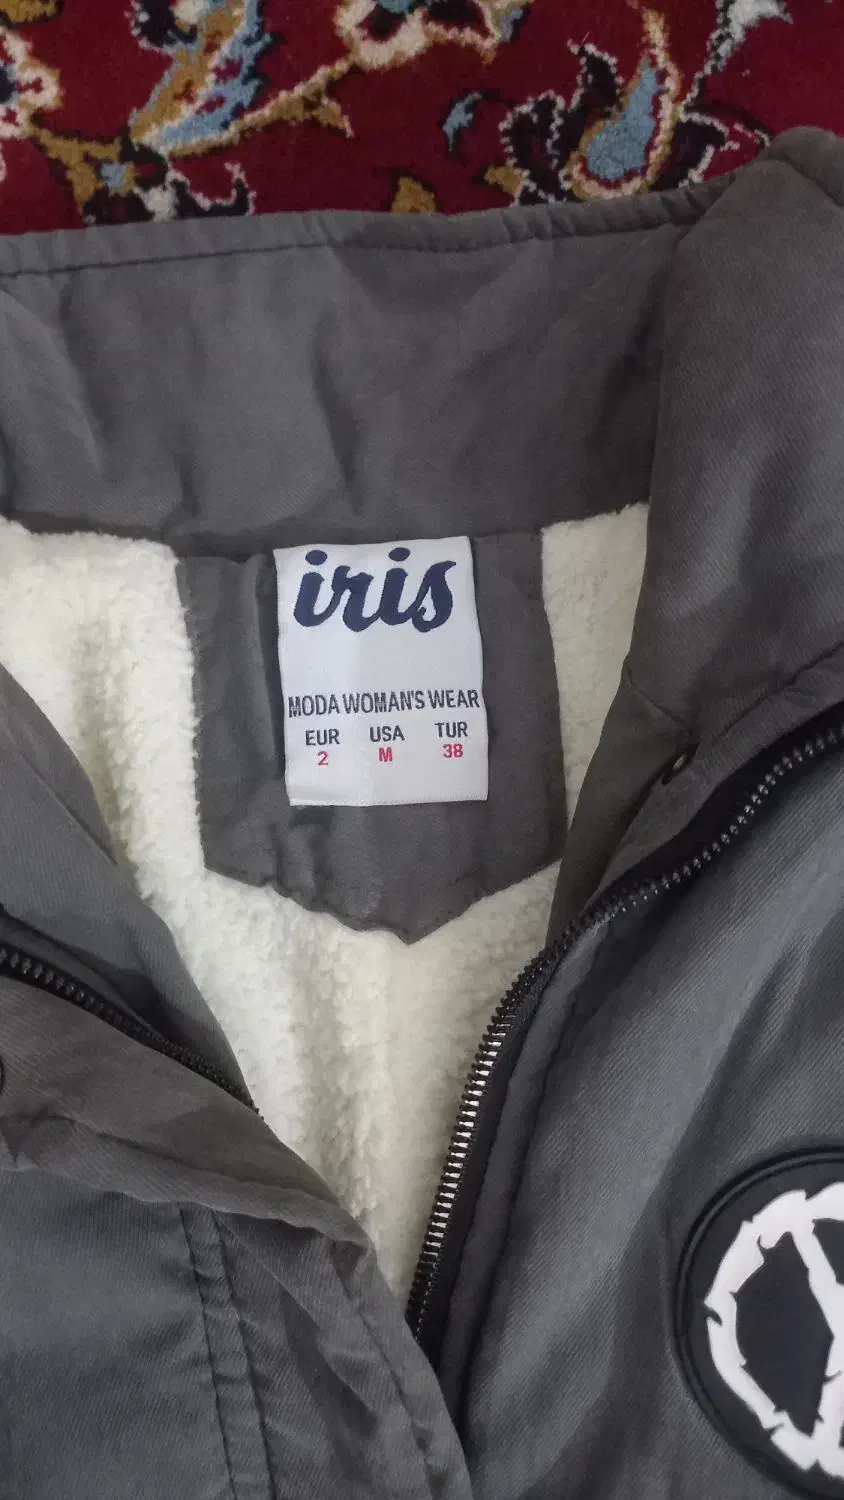 iris
MODA WOMAN'S WEAR
EUR USA TUR
2 M 38